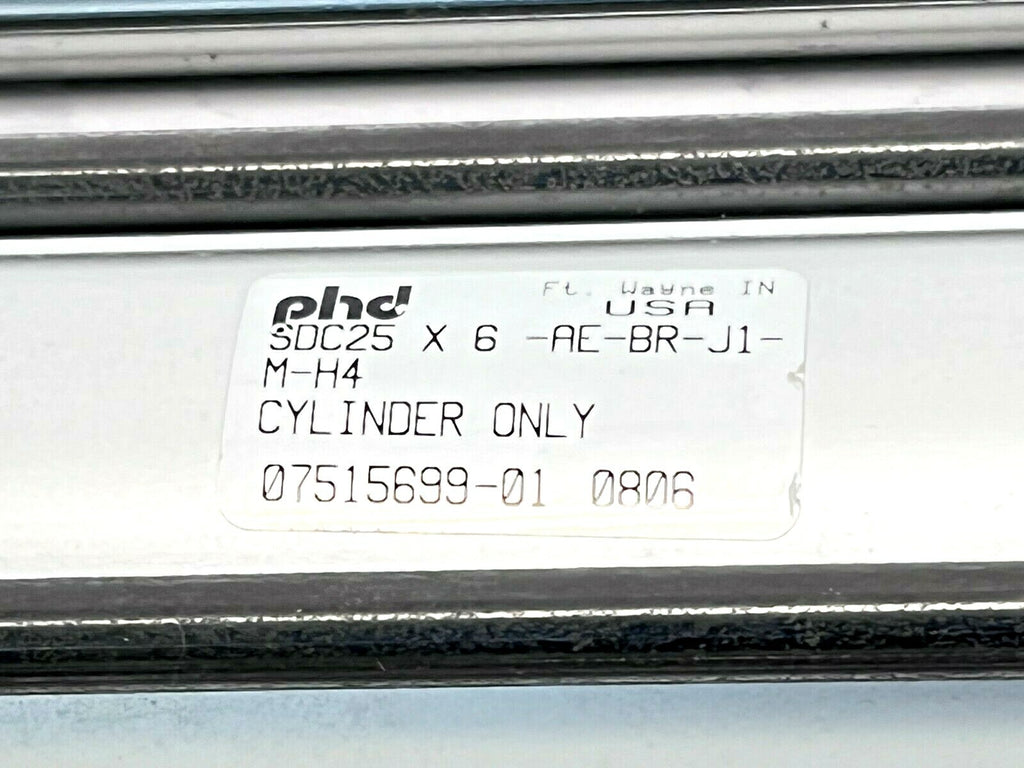 phd Ft. Wayne IN
USA
SDC25 X 6 -AE-BR-J1-
M-H4
CYLINDER ONLY
07515699-01 0806